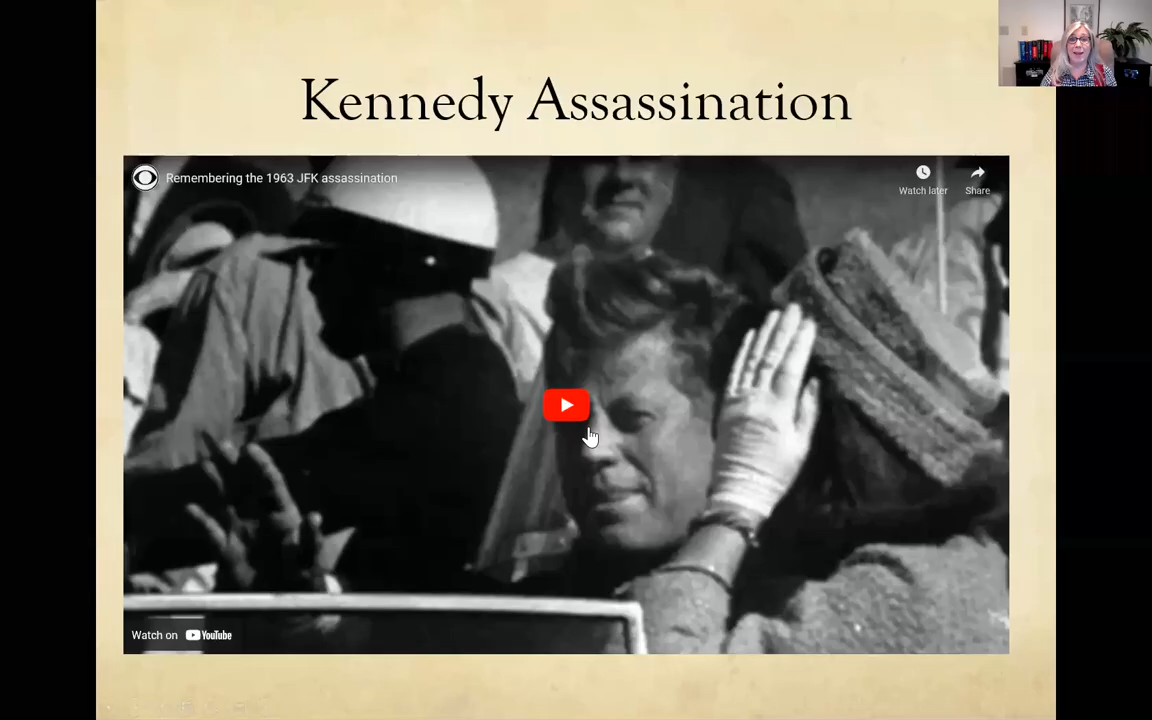 Kennedy Assassination
Remembering the 1963 JFK assassination
Watch later
Share
Watch on YouTube